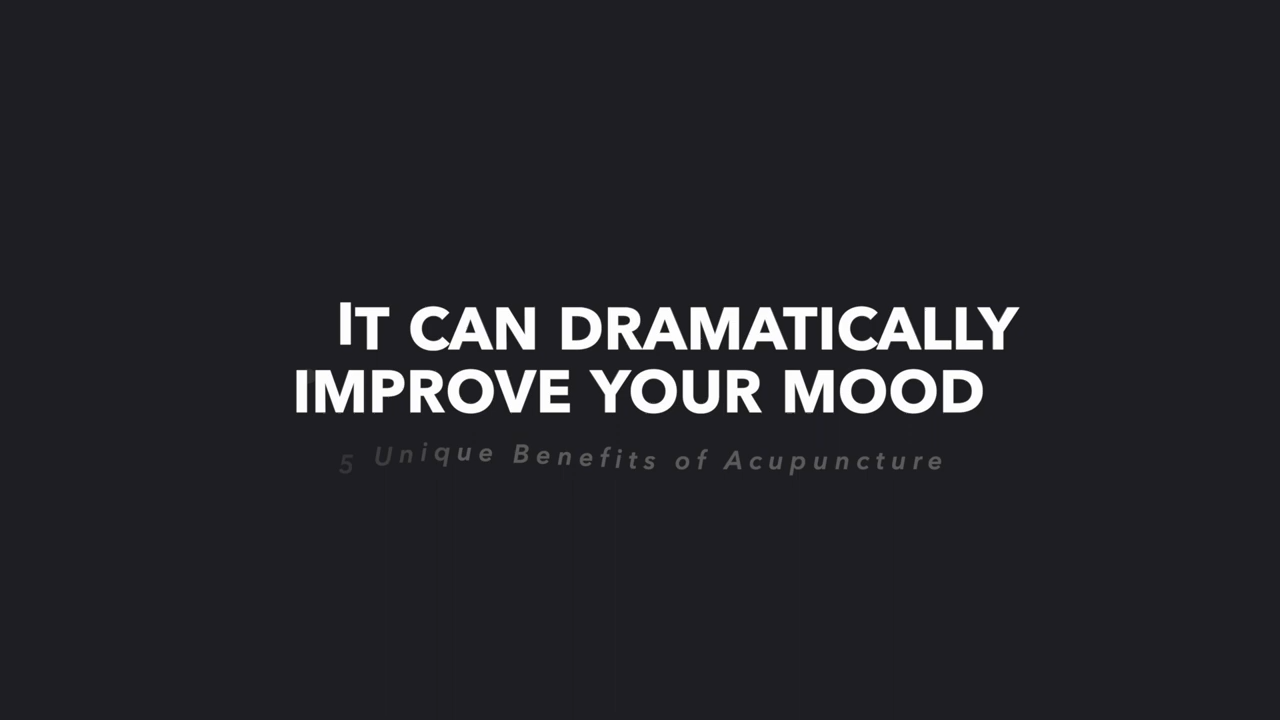 IT CAN DRAMATICALLY
IMPROVE YOUR MOOD
5 Unique Benefits of Acupuncture